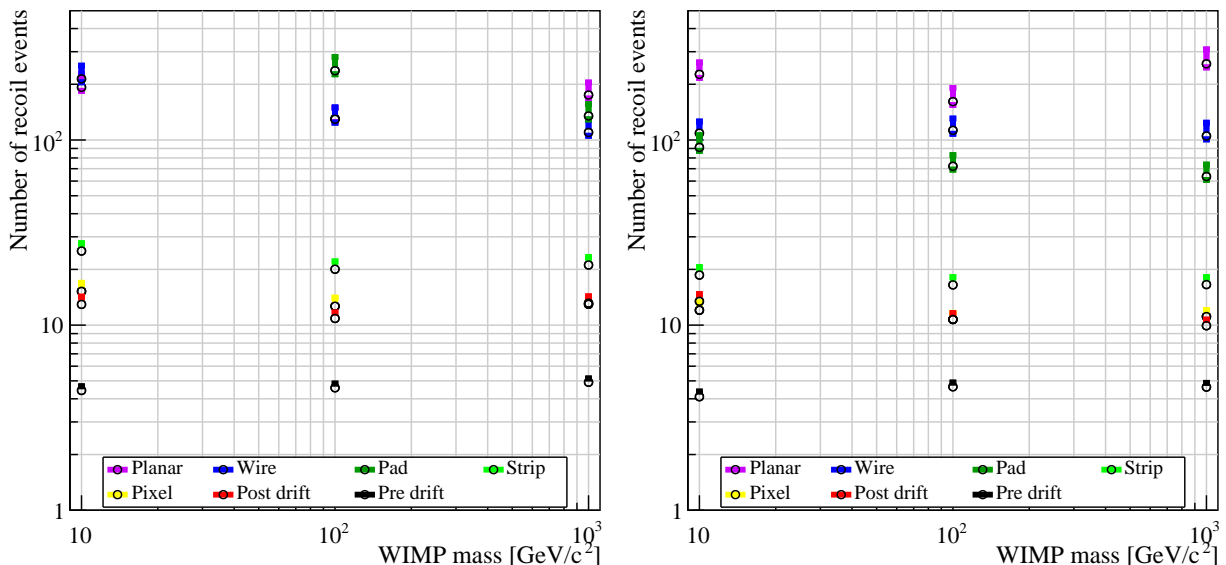 Number of recoil events
10²
10
1
Planar Wire Pad Strip
Pixel Post drift Pre drift
10 10² 10³
WIMP mass [GeV/c²]
Number of recoil events
10²
10
1
Planar Wire Pad Strip
Pixel Post drift Pre drift
10 10² 10³
WIMP mass [GeV/c²]